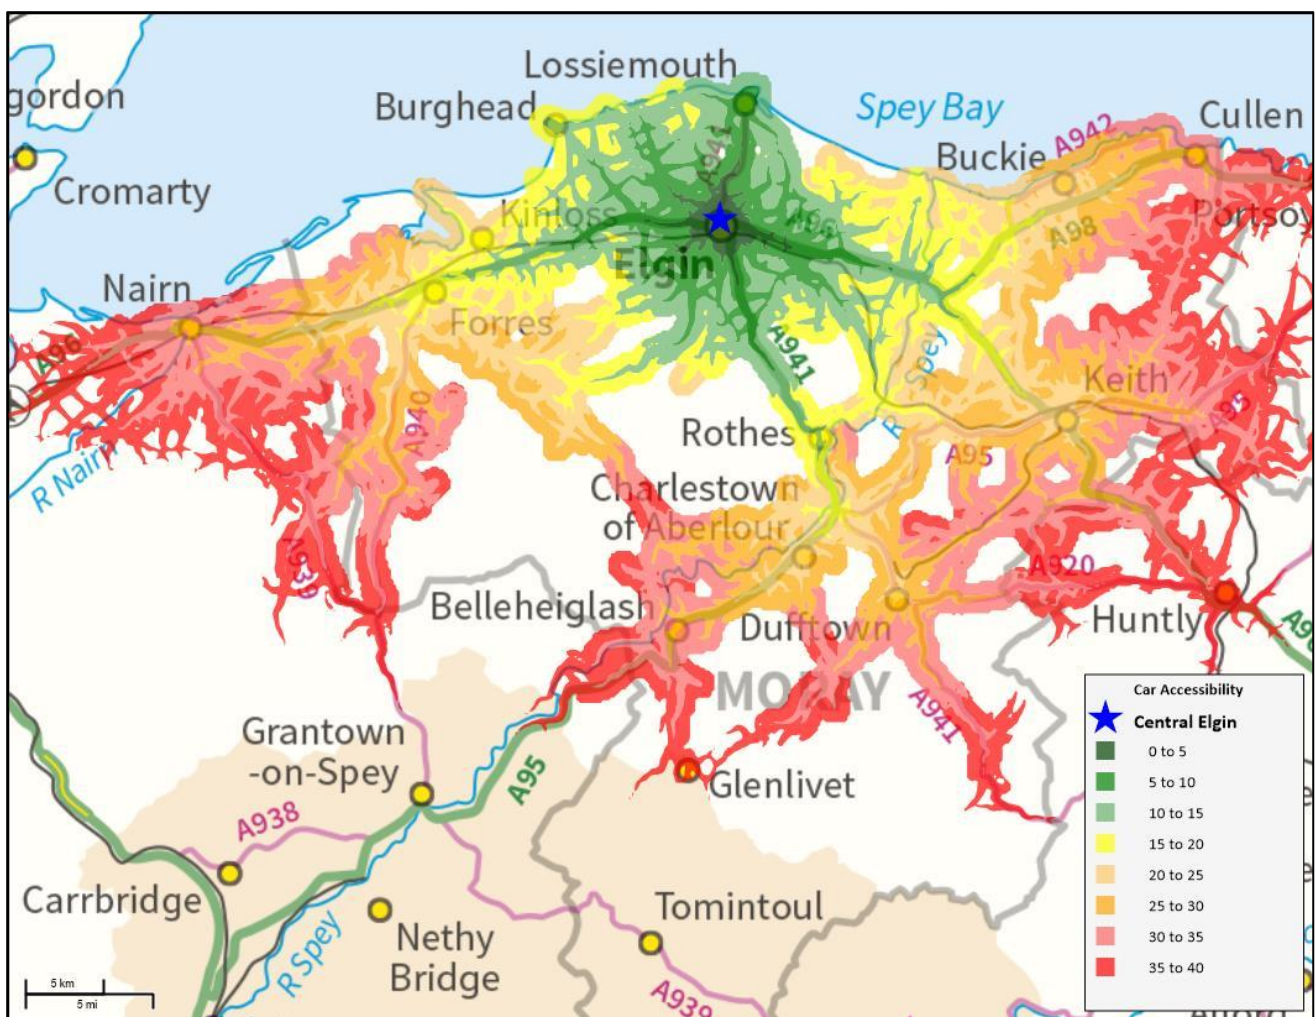 Lossiemouth
gordon
Burghead
Spey Bay
Cullen
A942
Buckie
A941
Cromarty
Kinloss
A96
Portsoy
A98
Elgin
Nairn
Forres
A96
A941
Spey
Keith
R
A940
A95
Rothes
A95
R Nairn
Charlestown
of Aberlour
A939
A920
Belleheiglash
Dufftown
Huntly
A9
MORAY
A941
Grantown
-on-Spey
A95
Glenlivet
A938
Carrbridge
Tomintoul
Nethy
Bridge
R Spey
A939
Car Accessibility
Central Elgin
0 to 5
5 to 10
10 to 15
15 to 20
20 to 25
25 to 30
30 to 35
35 to 40
5 km
5 mi